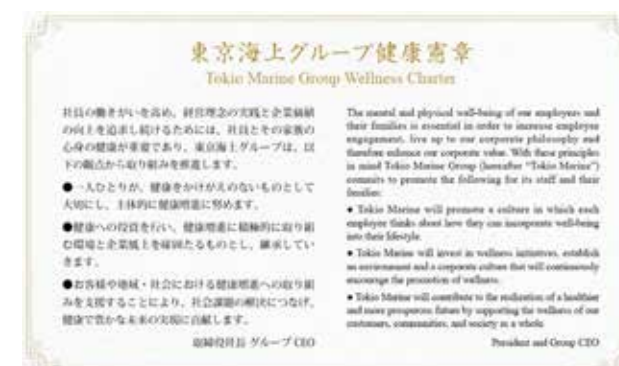 東京海上グループ健康憲章
Tokio Marine Group Wellness Charter
社員の働きがいを高め、経営理念の実践と企業価値
の向上を追求し続けるためには、社員とその家族の
心身の健康が重要であり、東京海上グループは、以
下の観点から取り組みを推進します。
●一人ひとりが、健康をかけがえのないものとして
大切にし、主体的に健康増進に努めます。
●健康への投資を行い、健康増進に積極的に取り組
む環境と企業風土を確固たるものとし、継承してい
きます。
●お客様や地域・社会における健康増進への取り組
みを支援することにより、社会課題の解決につなげ、
健康で豊かな未来の実現に貢献します。
取締役社長 グループCEO
The mental and physical well-being of our employees and
their families is essential in order to increase employee
engagement, live up to our corporate philosophy and
therefore enhance our corporate value. With these principles
in mind Tokio Marine Group (hereafter "Tokio Marine")
commits to promote the following for its staff and their
families:
● Tokio Marine will promote a culture in which each
employee thinks about how they can incorporate well-being
into their lifestyle.
● Tokio Marine will invest in wellness initiatives, establish
an environment and a corporate culture that will continuously
encourage the promotion of wellness.
● Tokio Marine will contribute to the realization of a healthier
and more prosperous future by supporting the wellness of our
customers, communities, and society as a whole.
President and Group CEO